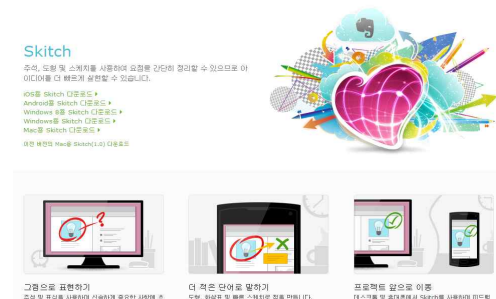 Skitch
주석, 도형 및 스케치를 사용하여 요점을 간단히 정리할 수 있으므로 아
이디어를 더 빠르게 실현할 수 있습니다.
iOS용 Skitch 다운로드
Android용 Skitch 다운로드
Windows 8용 Skitch 다운로드
Windows용 Skitch 다운로드
Mac용 Skitch 다운로드
이전 버전의 Mac용 Skitch(1.0) 다운로드
그림으로 표현하기
더 적은 단어로 말하기
프로젝트 앞으로 이동